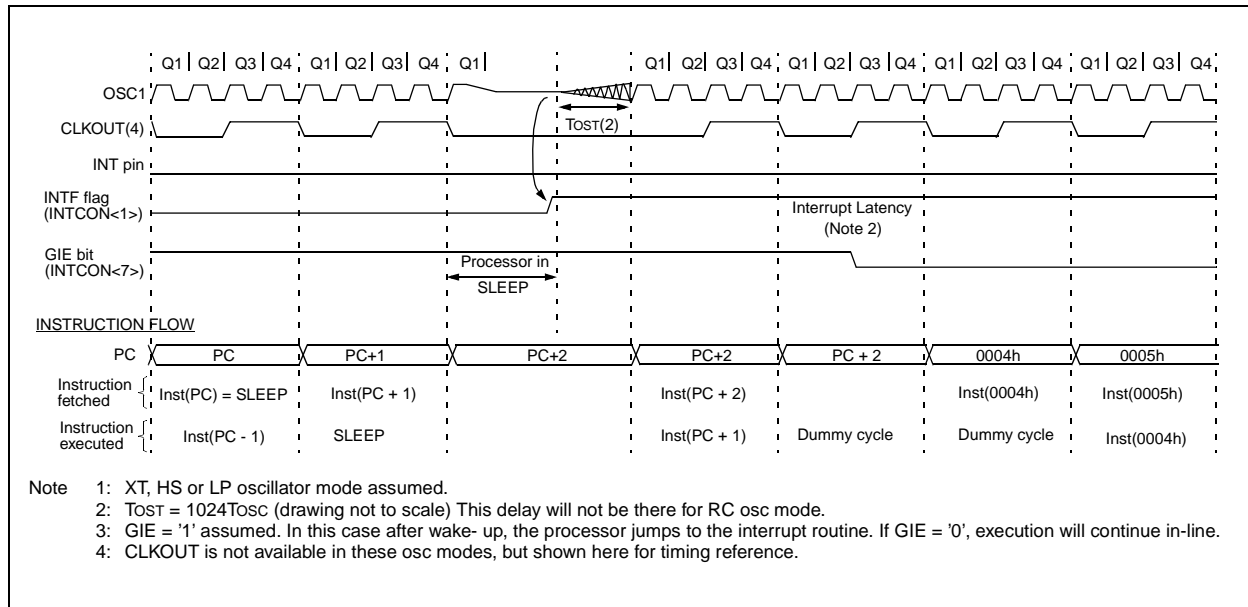 Q1 Q2 Q3 Q4 Q1 Q2 Q3 Q4 Q1 Q1 Q2 Q3 Q4 Q1 Q2 Q3 Q4 Q1 Q2 Q3 Q4 Q1 Q2 Q3 Q4
OSC1
TOST(2)
CLKOUT(4)
INT pin
INTF flag
(INTCON<1>)
Interrupt Latency
(Note 2)
GIE bit
(INTCON<7>)
Processor in
SLEEP
INSTRUCTION FLOW
PC PC PC+1 PC+2 PC+2 PC + 2 0004h 0005h
Instruction
fetched
Inst(PC) = SLEEP Inst(PC + 1) Inst(PC + 2) Inst(0004h) Inst(0005h)
Instruction
executed
Inst(PC - 1) SLEEP Inst(PC + 1) Dummy cycle Dummy cycle Inst(0004h)
Note 1: XT, HS or LP oscillator mode assumed.
2: TOST = 1024TOSC (drawing not to scale) This delay will not be there for RC osc mode.
3: GIE = '1' assumed. In this case after wake- up, the processor jumps to the interrupt routine. If GIE = '0', execution will continue in-line.
4: CLKOUT is not available in these osc modes, but shown here for timing reference.